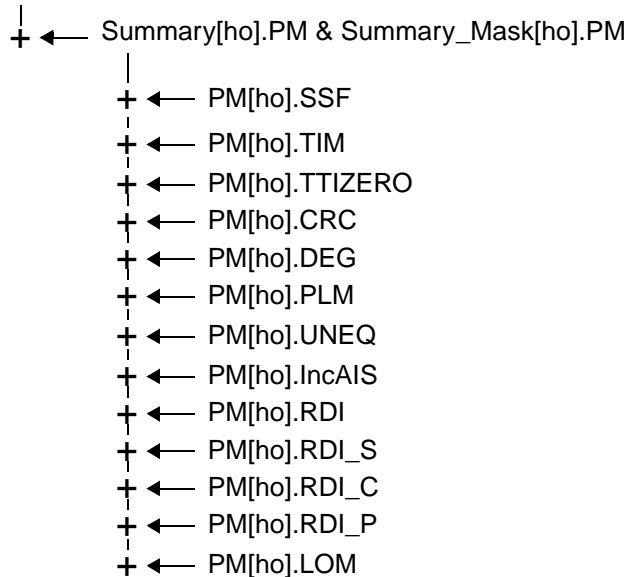 Summary[ho].PM & Summary_Mask[ho].PM
PM[ho].SSF
PM[ho].TIM
PM[ho].TTIZERO
PM[ho].CRC
PM[ho].DEG
PM[ho].PLM
PM[ho].UNEQ
PM[ho].IncAIS
PM[ho].RDI
PM[ho].RDI_S
PM[ho].RDI_C
PM[ho].RDI_P
PM[ho].LOM